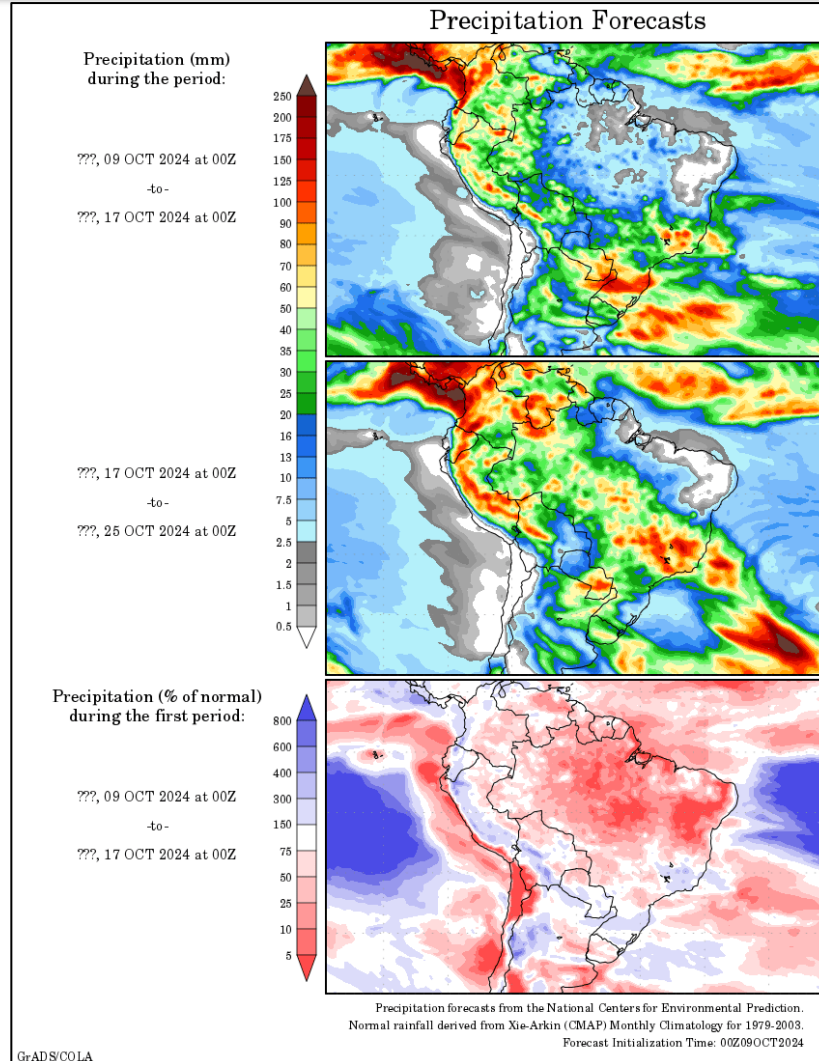 Precipitation Forecasts
Precipitation (mm)
during the period:
250
200
175
150
125
100
90
80
70
60
50
40
35
30
25
20
16
13
10
7.5
5
2.5
2
1.5
1
0.5
???, 09 OCT 2024 at 00Z
-to-
???, 17 OCT 2024 at 00Z
???, 17 OCT 2024 at 00Z
-to-
???, 25 OCT 2024 at 00Z
Precipitation (% of normal)
during the first period:
800
600
400
300
150
75
50
25
10
5
???, 09 OCT 2024 at 00Z
-to-
???, 17 OCT 2024 at 00Z
Precipitation forecasts from the National Centers for Environmental Prediction.
Normal rainfall derived from Xie-Arkin (CMAP) Monthly Climatology for 1979-2003.
Forecast Initialization Time: 00Z09OCT2024
GrADS/COLA